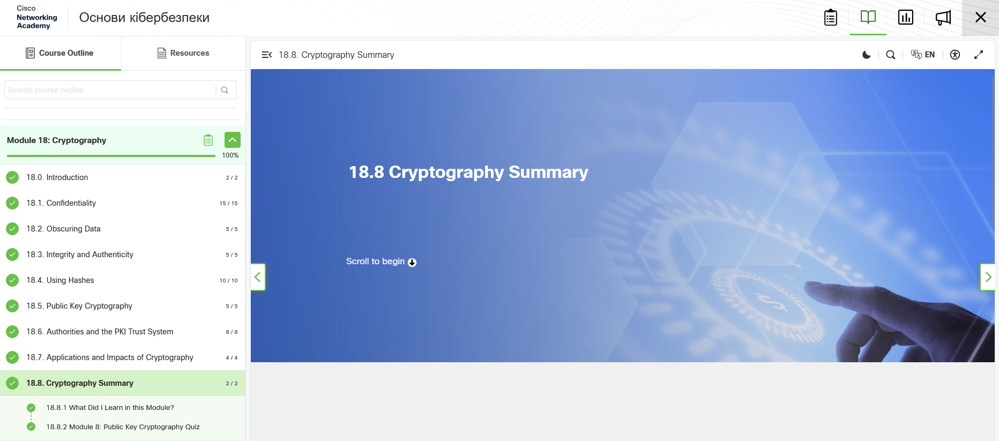 Cisco
Networking
Academy
Основи кібербезпеки
Course Outline
Resources
Search course outline
Module 18: Cryptography
100%
18.0. Introduction 2 / 2
18.1. Confidentiality 15 / 15
18.2. Obscuring Data 5 / 5
18.3. Integrity and Authenticity 5 / 5
18.4. Using Hashes 10 / 10
18.5. Public Key Cryptography 5 / 5
18.6. Authorities and the PKI Trust System 8 / 8
18.7. Applications and Impacts of Cryptography 4 / 4
18.8. Cryptography Summary 2 / 2
18.8.1 What Did I Learn in this Module?
18.8.2 Module 8: Public Key Cryptography Quiz
18.8. Cryptography Summary
EN
18.8 Cryptography Summary
Scroll to begin